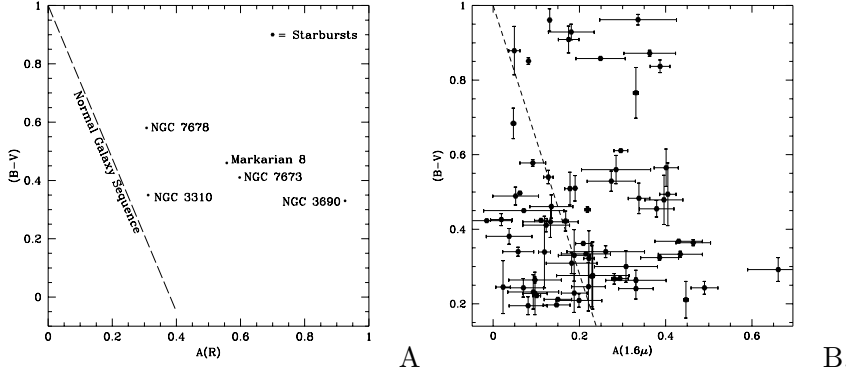 1
0.8
0.6
0.4
0.2
0
(B-V)
• = Starbursts
NGC 7678
Markarian 8
NGC 7673
NGC 3310
NGC 3690
Normal Galaxy Sequence
0 0.2 0.4 0.6 0.8 1
A(R)
A
1
0.8
0.6
0.4
0.2
(B-V)
0 0.2 0.4 0.6
A(1.6μ)
B